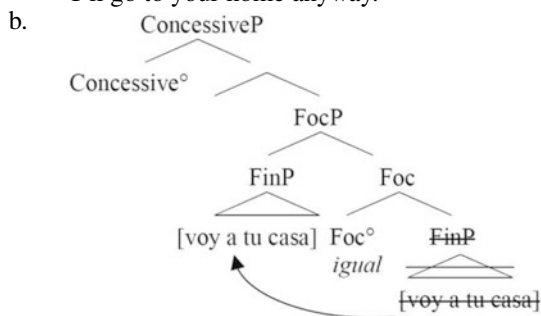 I'll go to your home anyway.
b. ConcessiveP
Concessive°
FocP
FinP Foc
[voy a tu casa] Foc° FinP
igual
[voy a tu casa]